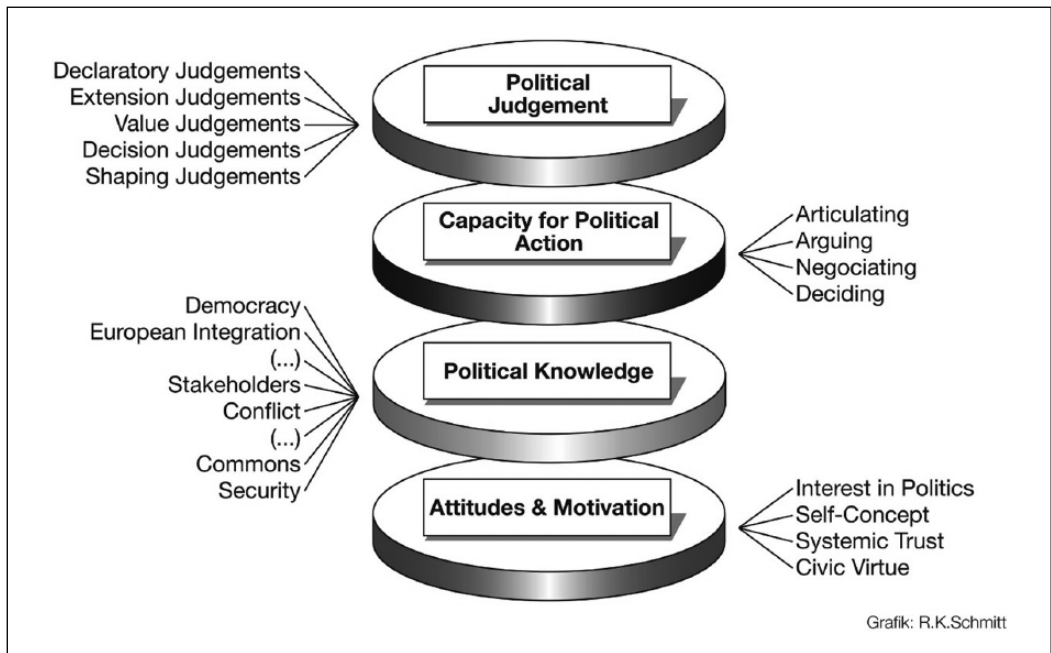 Declaratory Judgements
Extension Judgements
Value Judgements
Decision Judgements
Shaping Judgements
Political
Judgement
Capacity for Political
Action
Articulating
Arguing
Negociating
Deciding
Democracy
European Integration
(...)
Stakeholders
Conflict
(...)
Commons
Security
Political Knowledge
Attitudes & Motivation
Interest in Politics
Self-Concept
Systemic Trust
Civic Virtue
Grafik: R.K.Schmitt